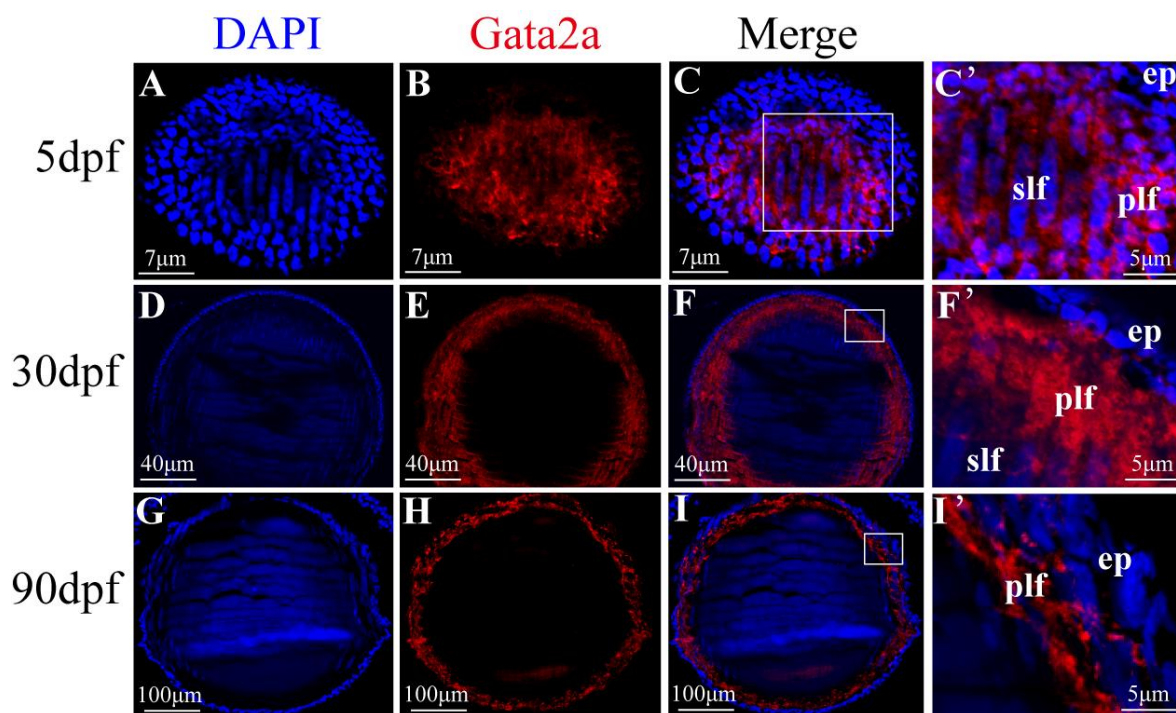 DAPI Gata2a Merge
A B C C’
ep
5dpf
slf plf
7μm 7μm 7μm 5μm
D E F F’
ep
30dpf
plf
slf
40μm 40μm 40μm 5μm
G H I I’
ep
90dpf
plf
100μm 100μm 100μm 5μm